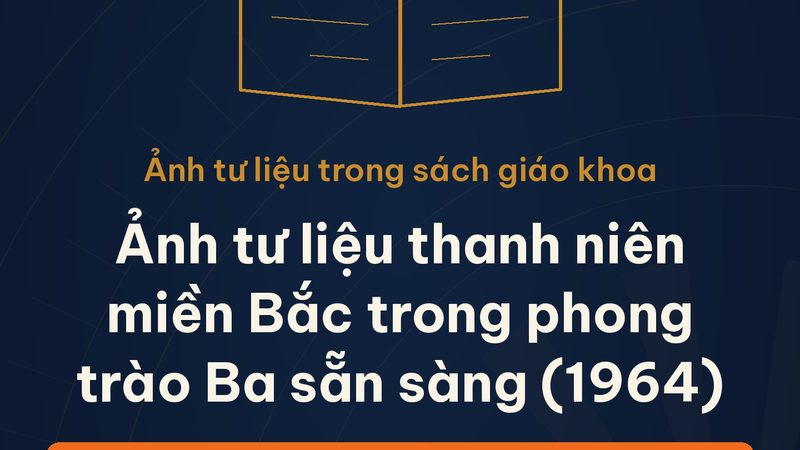 Ảnh tư liệu trong sách giáo khoa
Ảnh tư liệu thanh niên
miền Bắc trong phong
trào Ba sẵn sàng (1964)